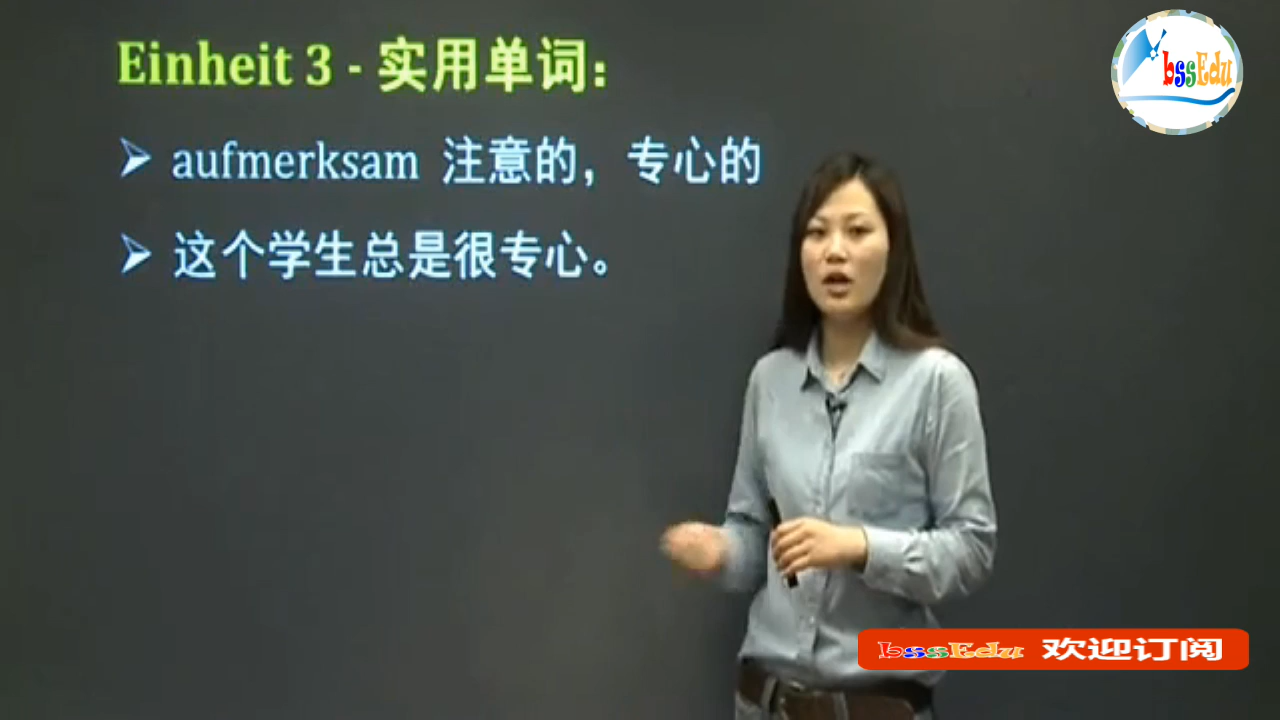 Einheit 3 - 实用单词：
aufmerksam 注意的，专心的
这个学生总是很专心。
bssEdu
bssEdu 欢迎订阅